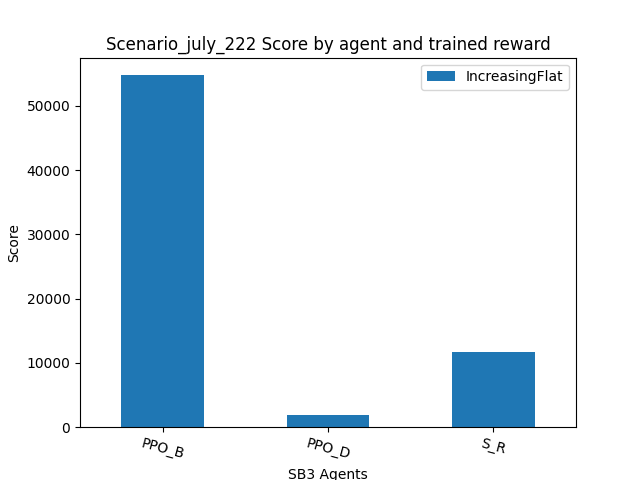 Scenario_july_222 Score by agent and trained reward
IncreasingFlat
50000
40000
30000
20000
10000
0
Score
PPO_B
PPO_D
S_R
SB3 Agents